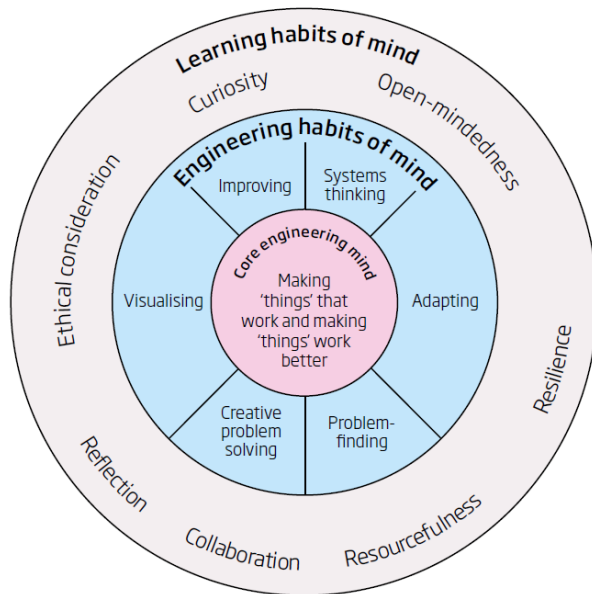 Learning habits of mind
Curiosity
Open-mindedness
Ethical consideration
Resilience
Reflection
Collaboration
Resourcefulness
Engineering habits of mind
Improving
Systems
thinking
Visualising
Adapting
Creative
problem
solving
Problem-
finding
Core engineering mind
Making
'things' that
work and making
'things' work
better